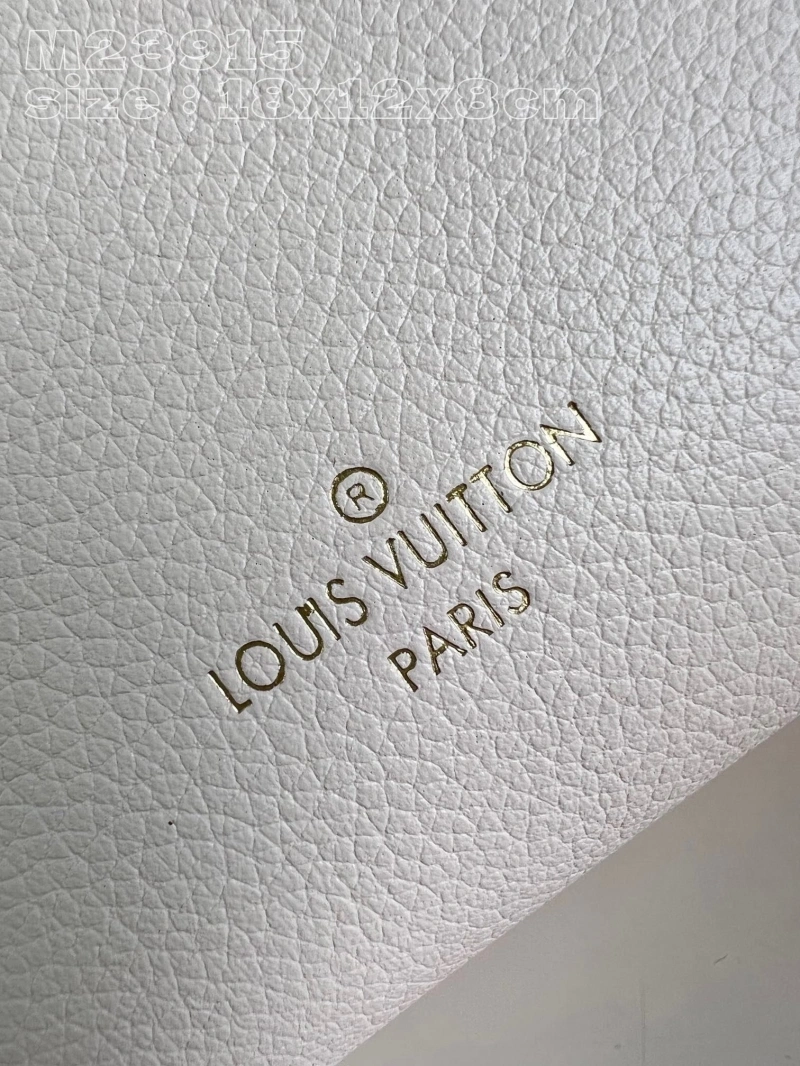 M23915
size : 18x12x8cm
®
LOUIS VUITTON
PARIS